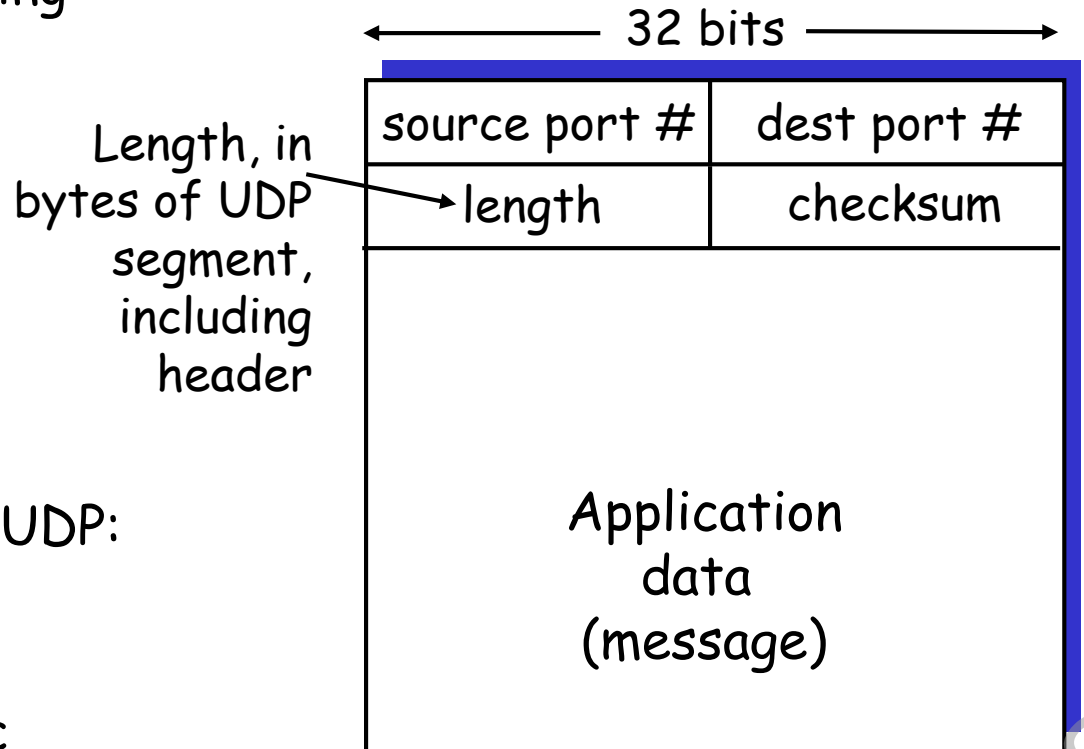 32 bits
source port #
dest port #
Length, in
bytes of UDP
segment,
including
header
length
checksum
UDP:
Application
data
(message)